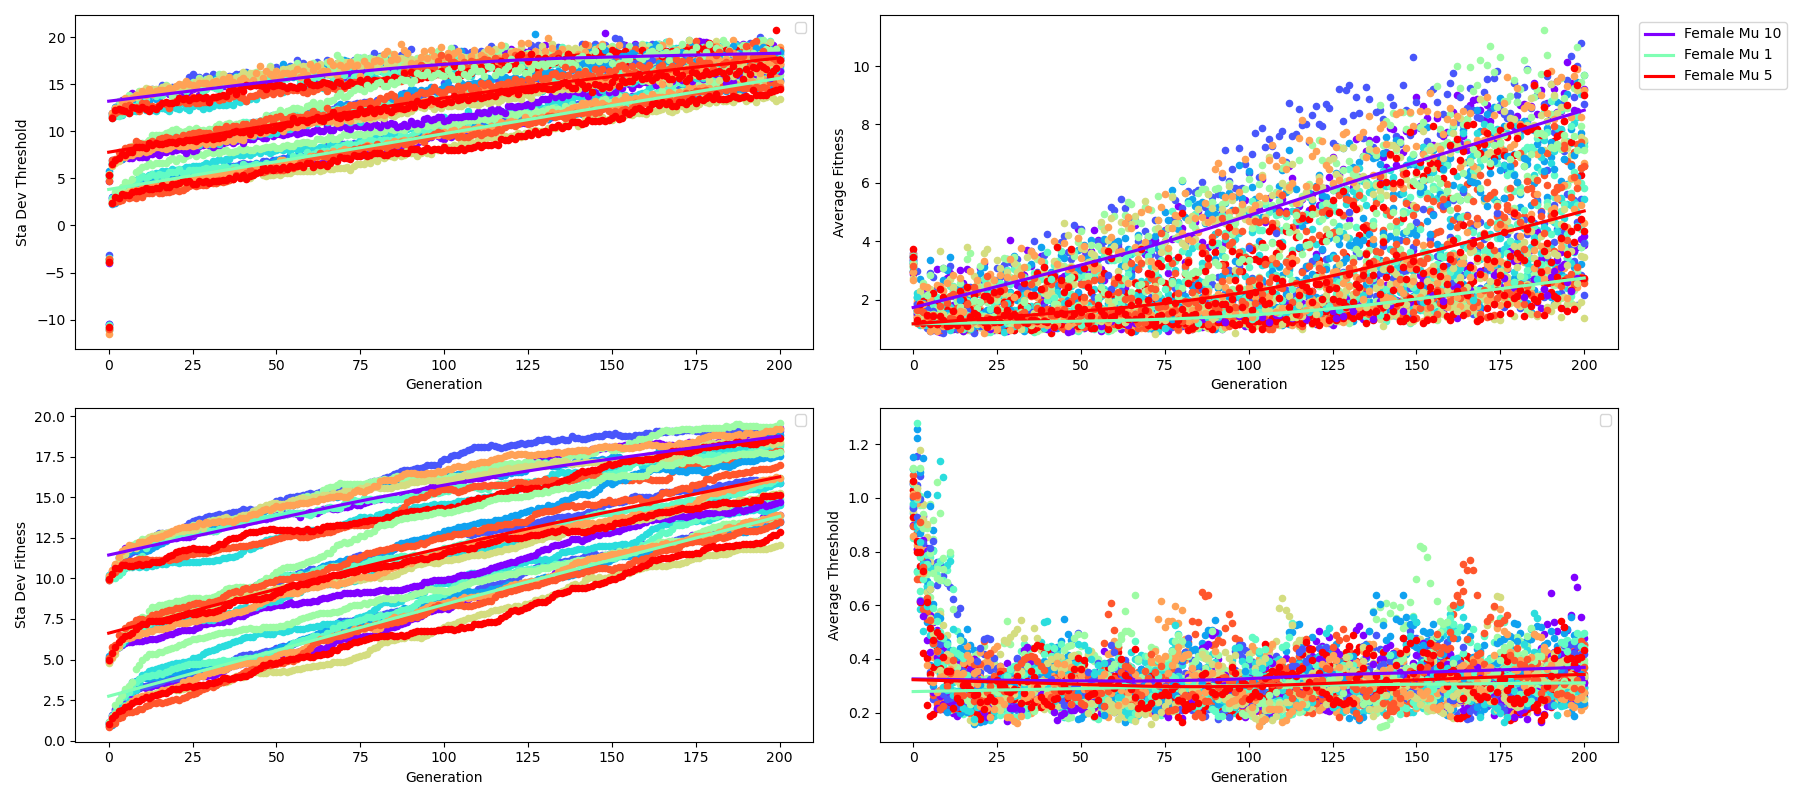 Sta Dev Threshold
20
15
10
5
0
−5
−10
0 25 50 75 100 125 150 175 200
Generation
Average Fitness
10
8
6
4
2
0 25 50 75 100 125 150 175 200
Generation
Female Mu 10
Female Mu 1
Female Mu 5
Sta Dev Fitness
20.0
17.5
15.0
12.5
10.0
7.5
5.0
2.5
0.0
0 25 50 75 100 125 150 175 200
Generation
Average Threshold
1.2
1.0
0.8
0.6
0.4
0.2
0 25 50 75 100 125 150 175 200
Generation